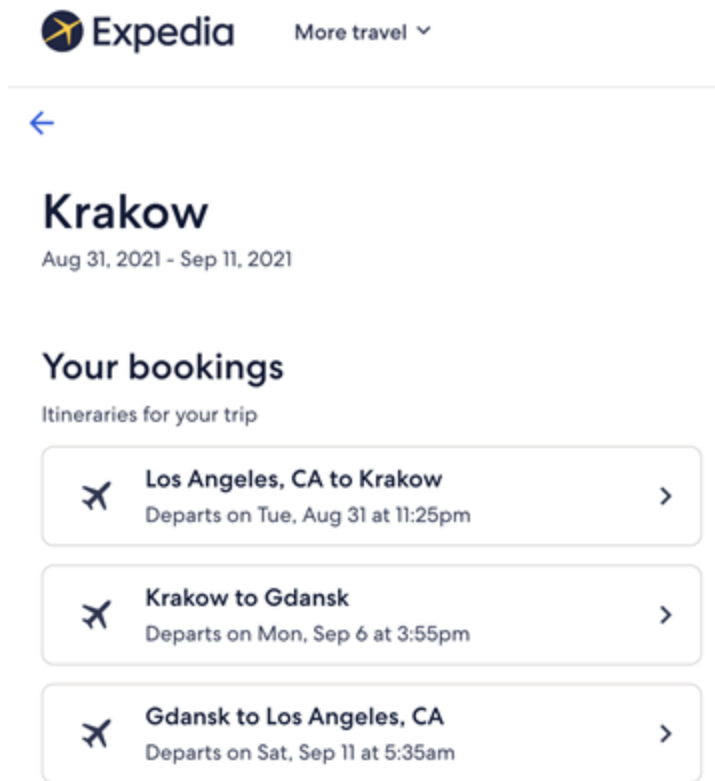 Expedia More travel
Krakow
Aug 31, 2021 - Sep 11, 2021
Your bookings
Itineraries for your trip
Los Angeles, CA to Krakow
Departs on Tue, Aug 31 at 11:25pm
Krakow to Gdansk
Departs on Mon, Sep 6 at 3:55pm
Gdansk to Los Angeles, CA
Departs on Sat, Sep 11 at 5:35am